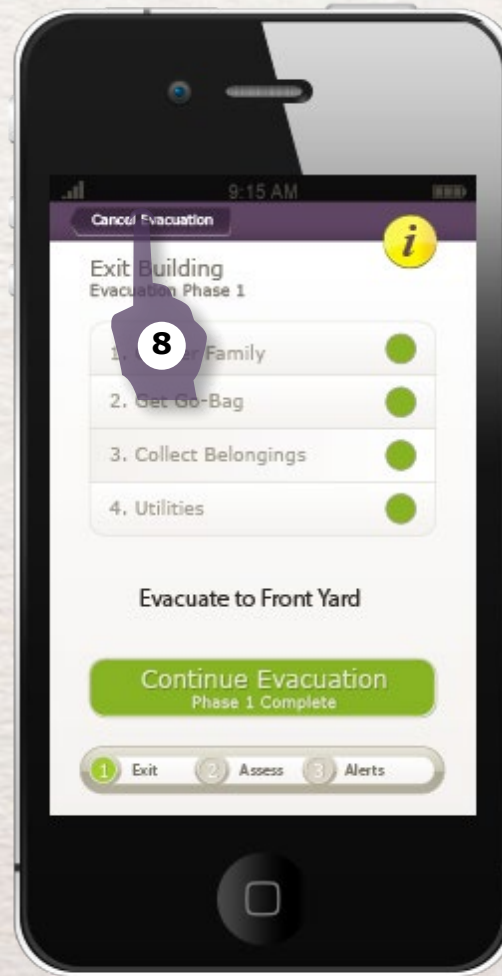 9:15 AM
Cancel Evacuation
i
Exit Building
Evacuation Phase 1
8
1. Family
2. Get Go-Bag
3. Collect Belongings
4. Utilities
Evacuate to Front Yard
Continue Evacuation
Phase 1 Complete
1 Exit 2 Assess 3 Alerts